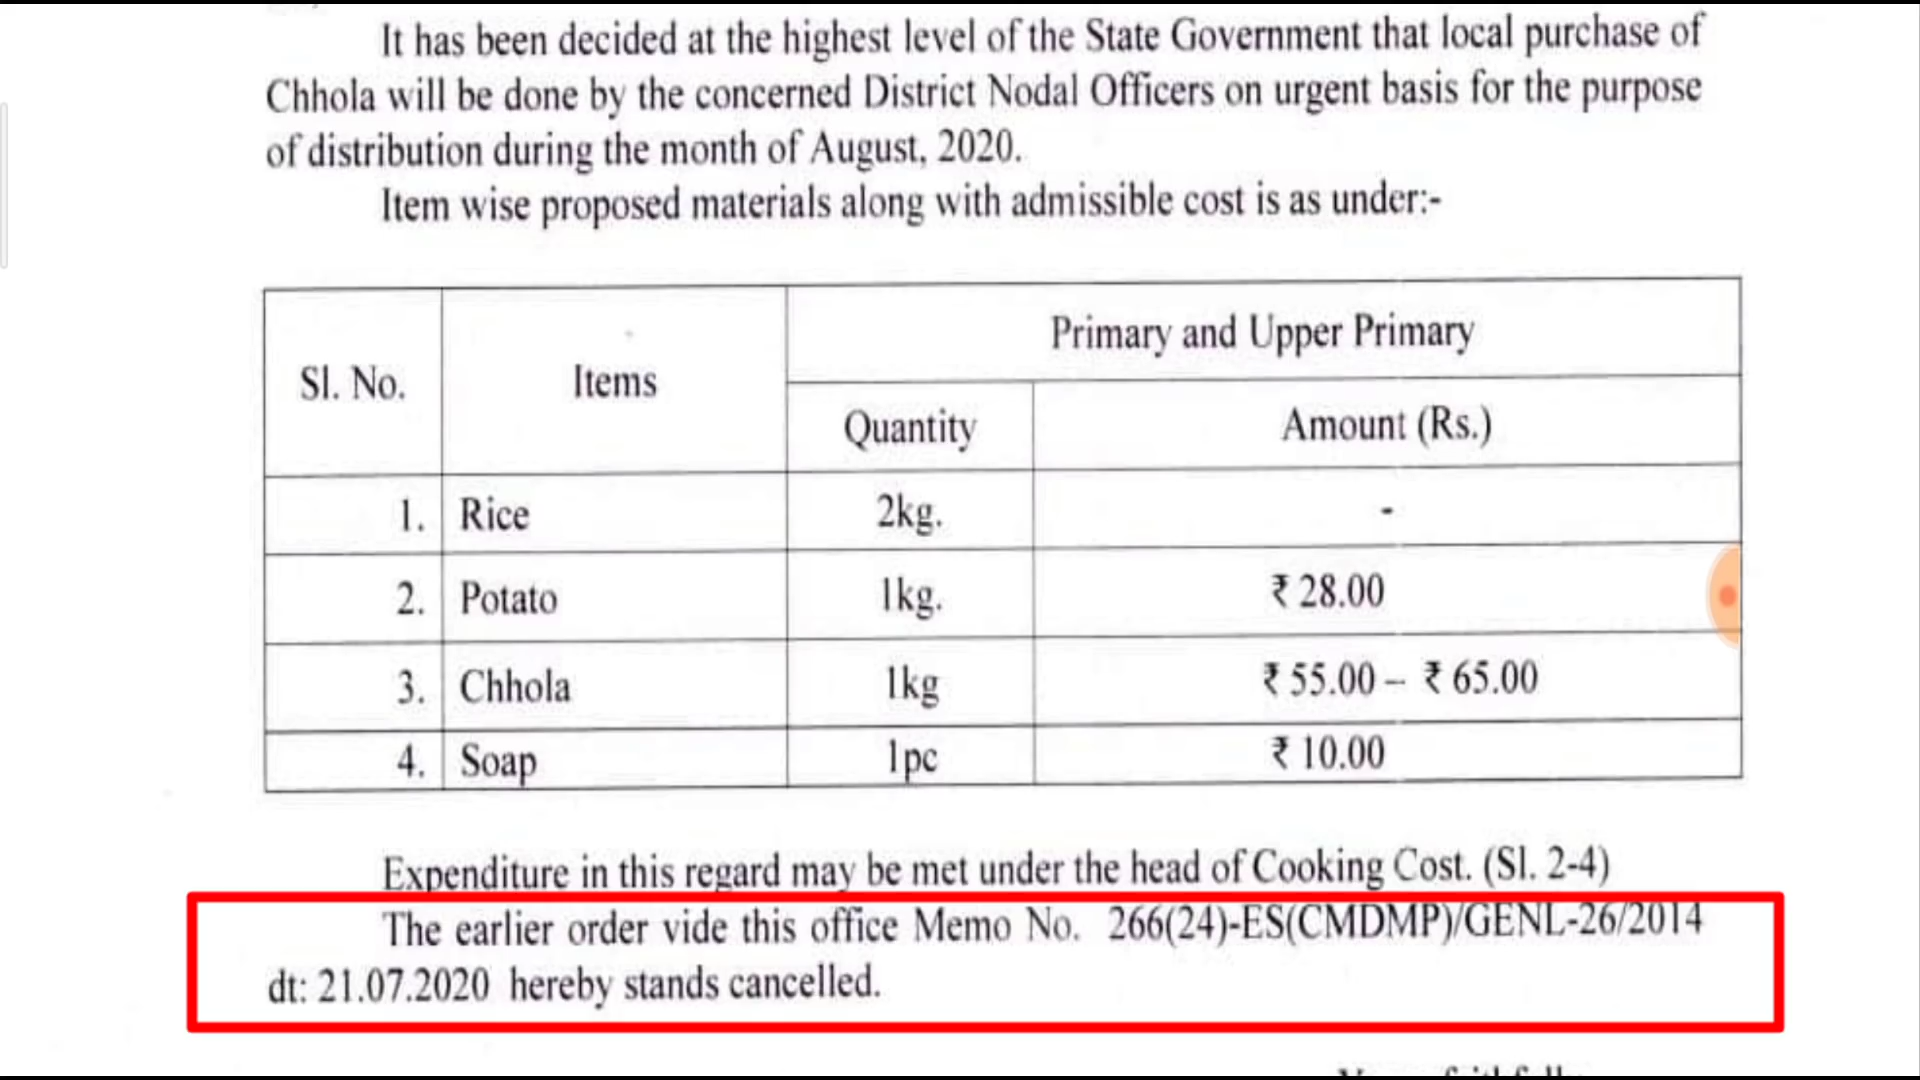 It has been decided at the highest level of the State Government that local purchase of
Chhola will be done by the concerned District Nodal Officers on urgent basis for the purpose
of distribution during the month of August, 2020.
Item wise proposed materials along with admissible cost is as under:-
Sl. No. Items Primary and Upper Primary
Quantity Amount (Rs.)
1. Rice 2kg. -
2. Potato 1kg. ₹ 28.00
3. Chhola 1kg ₹ 55.00 – ₹ 65.00
4. Soap 1pc ₹ 10.00
Expenditure in this regard may be met under the head of Cooking Cost. (Sl. 2-4)
The earlier order vide this office Memo No. 266(24)-ES(CMDMP)/GENL-26/2014
dt: 21.07.2020 hereby stands cancelled.